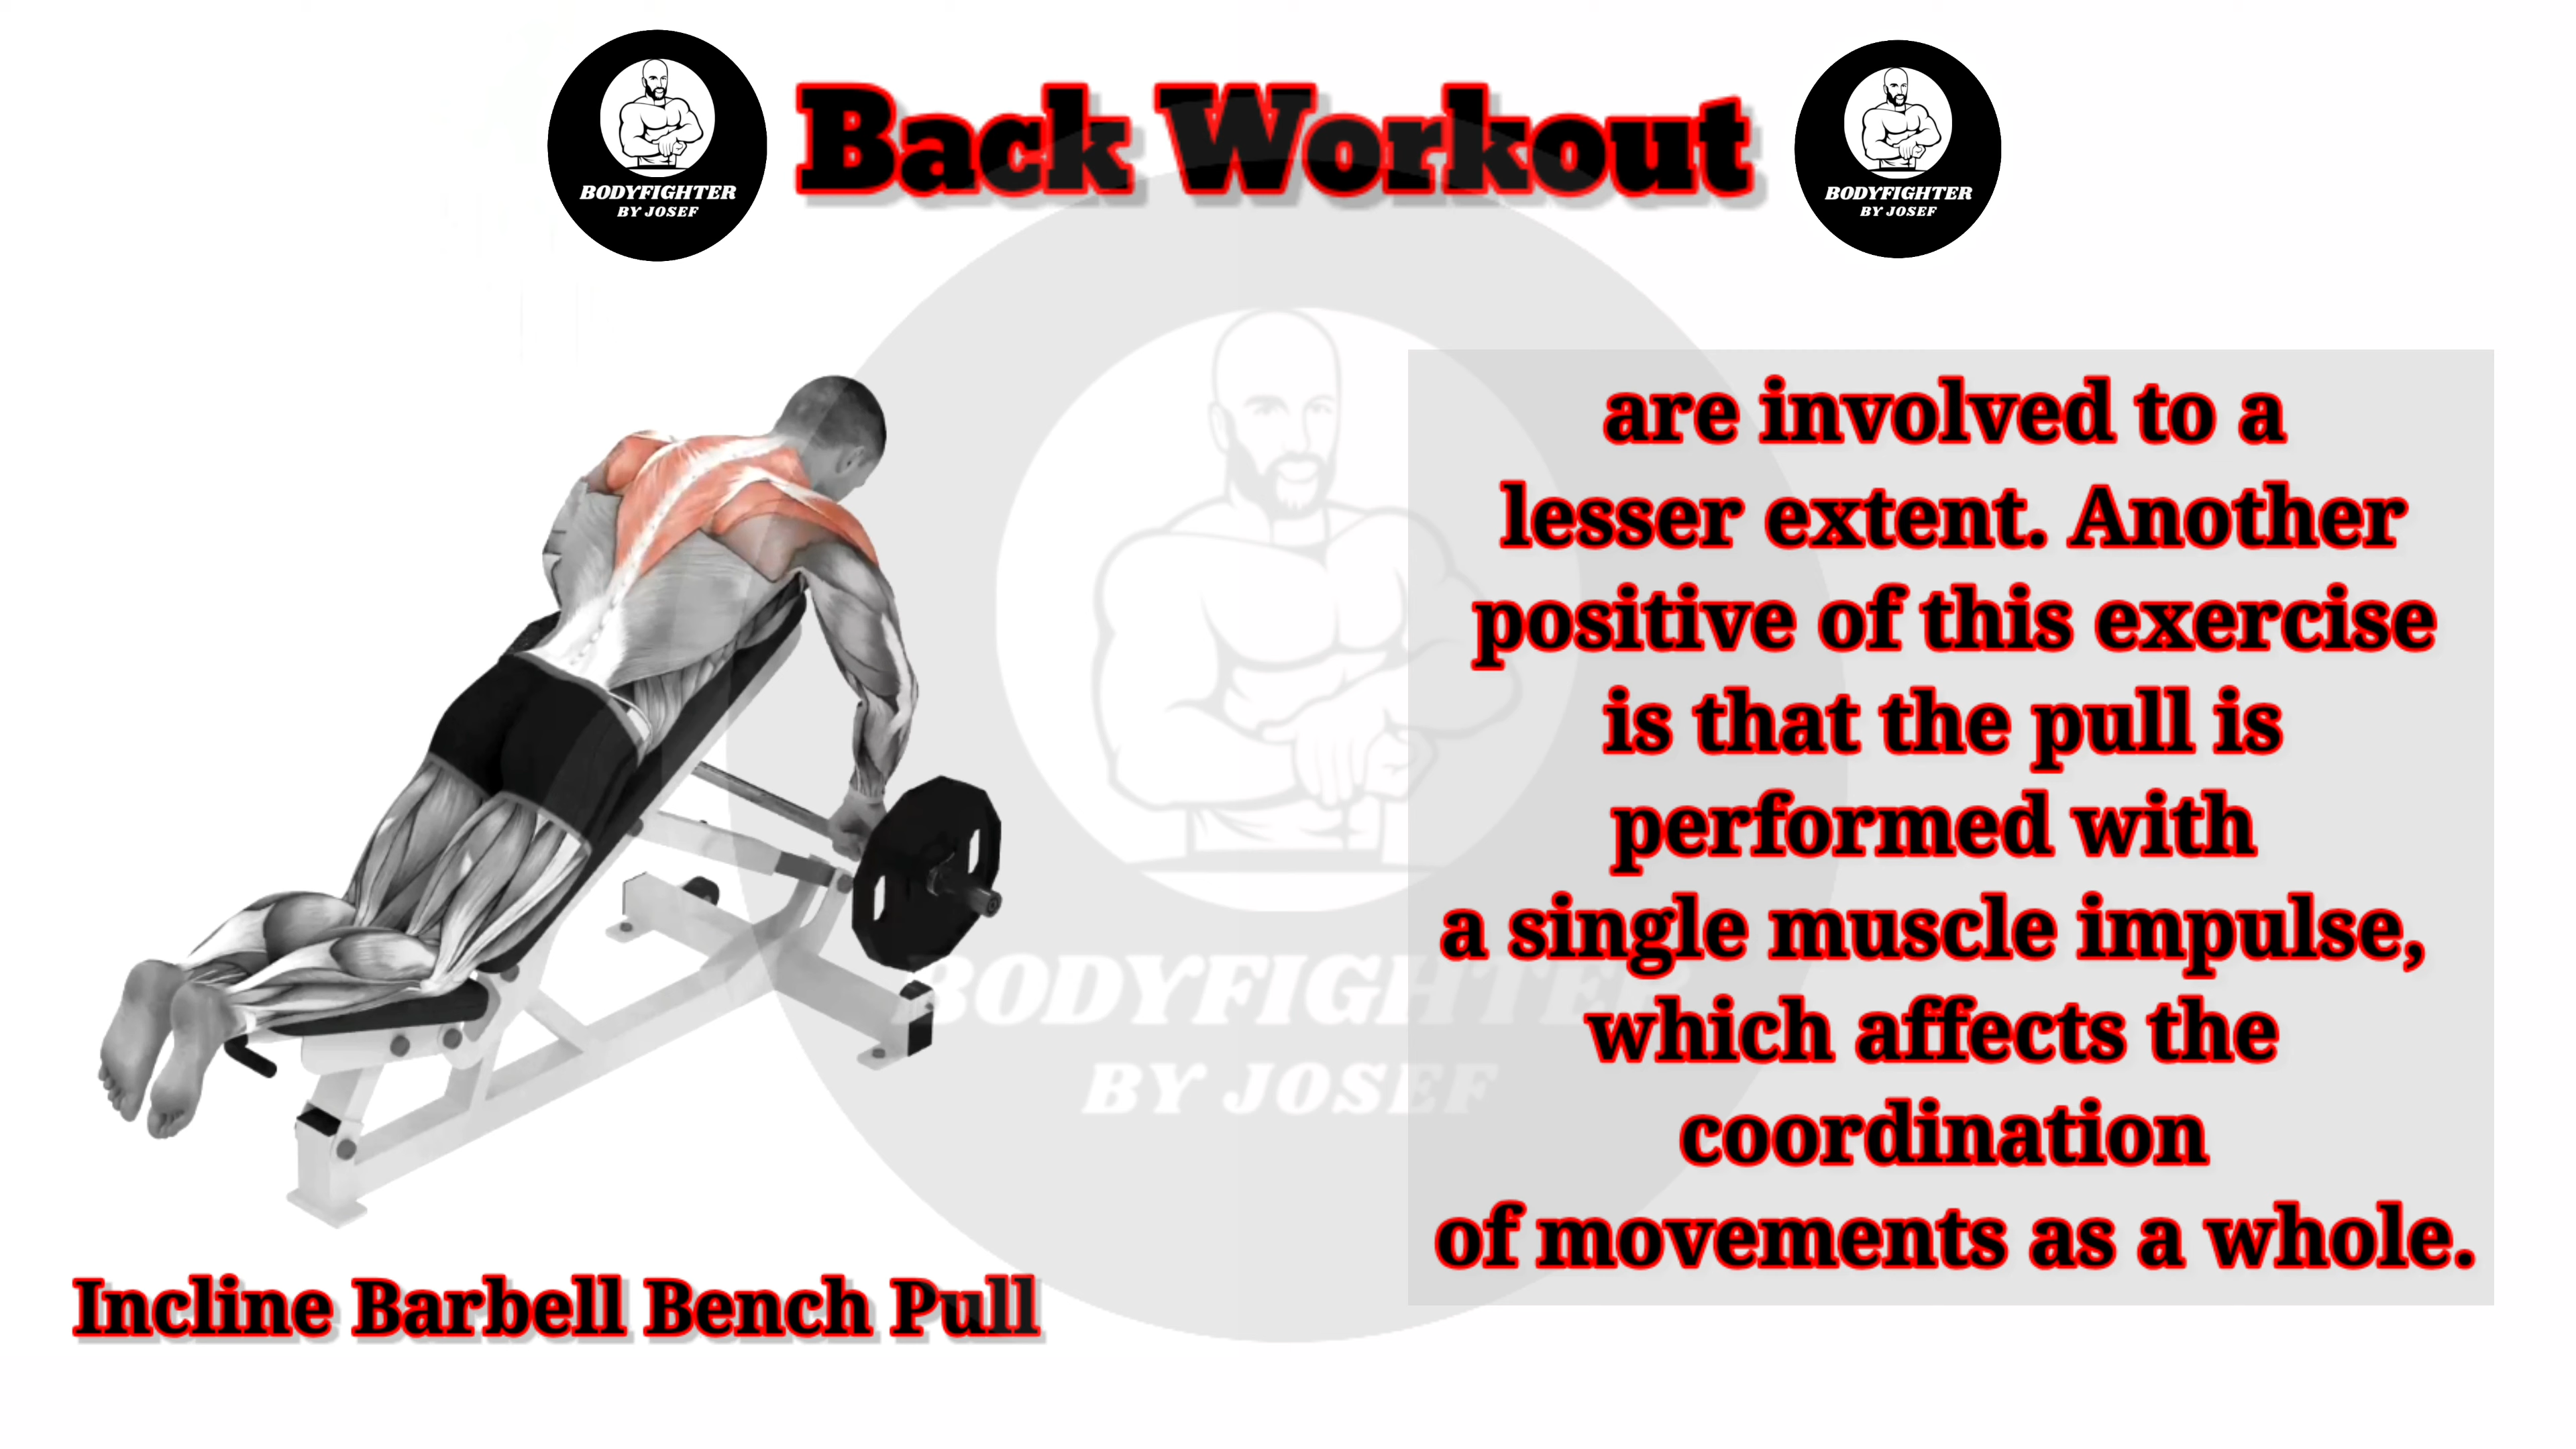 BODYFIGHTER
BY JOSEF
Back Workout
BODYFIGHTER
BY JOSEF
are involved to a
lesser extent. Another
positive of this exercise
is that the pull is
performed with
a single muscle impulse,
which affects the
coordination
of movements as a whole.
BODYFIGHTER
BY JOSEF
Incline Barbell Bench Pull